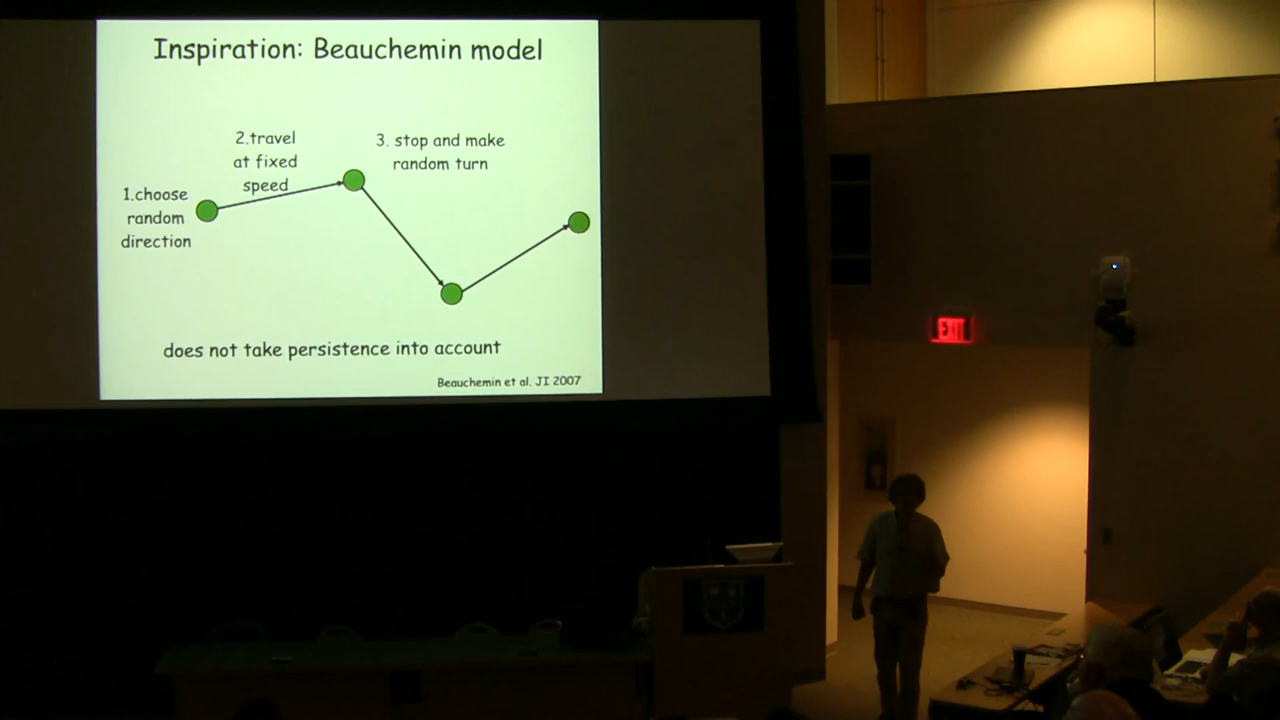 Inspiration: Beauchemin model
2.travel
at fixed
speed
3. stop and make
random turn
1.choose
random
direction
does not take persistence into account
Beauchemin et al. JI 2007
EXIT